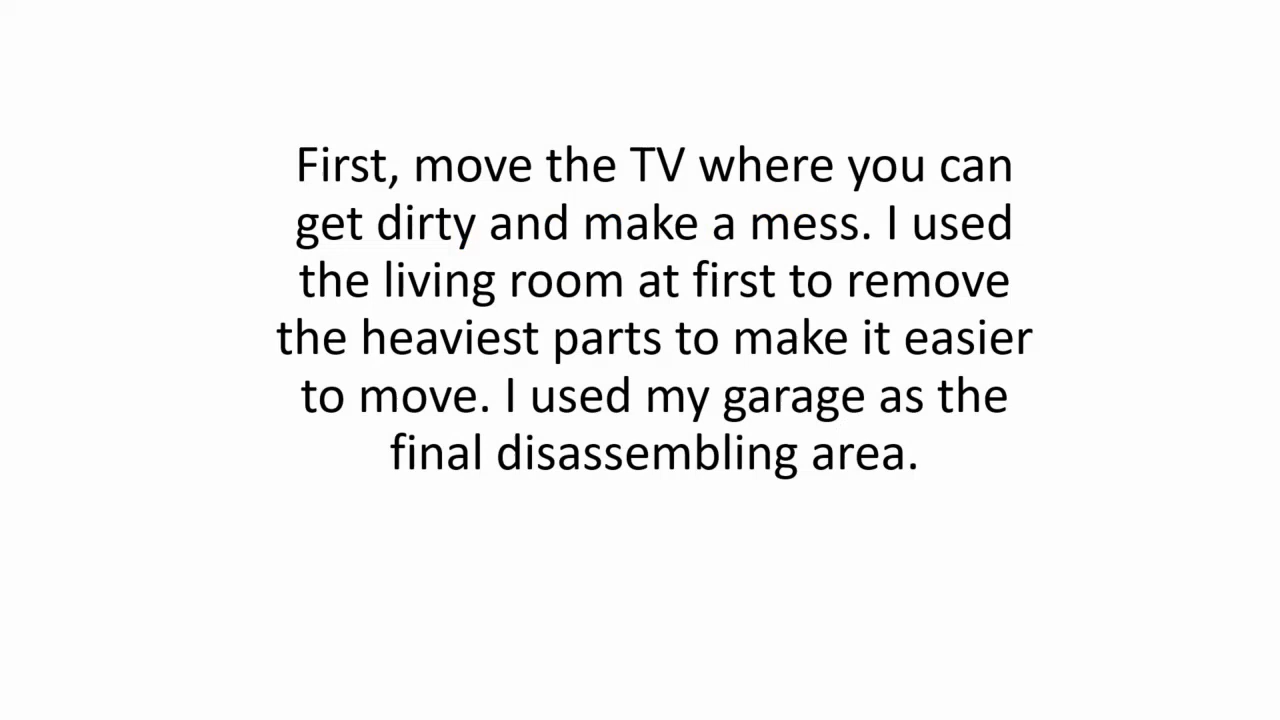 First, move the TV where you can
get dirty and make a mess. I used
the living room at first to remove
the heaviest parts to make it easier
to move. I used my garage as the
final disassembling area.